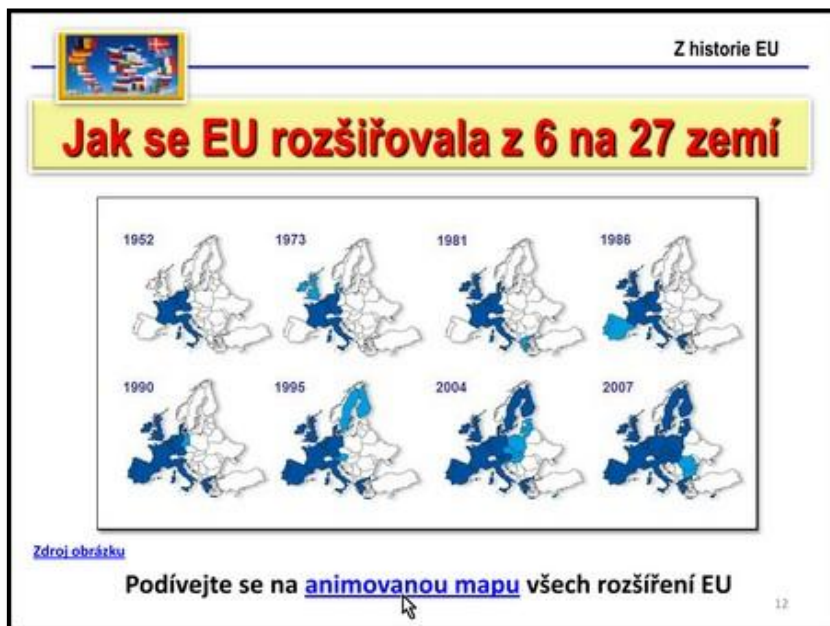 Z historie EU
Jak se EU rozšiřovala z 6 na 27 zemí
1952 1973 1981 1986
1990 1995 2004 2007
Zdroj obrázku
Podívejte se na animovanou mapu všech rozšíření EU
12